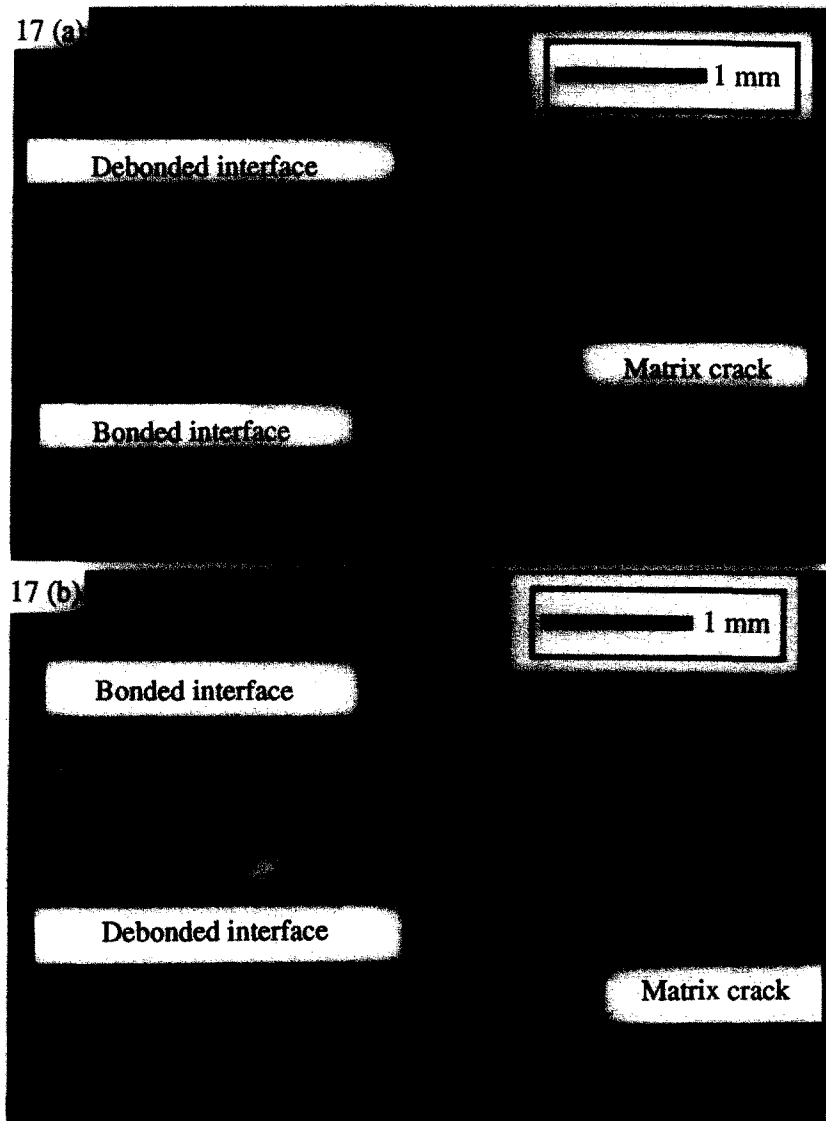 17 (a)
1 mm
Debonded interface
Matrix crack
Bonded interface
17 (b)
1 mm
Bonded interface
Debonded interface
Matrix crack